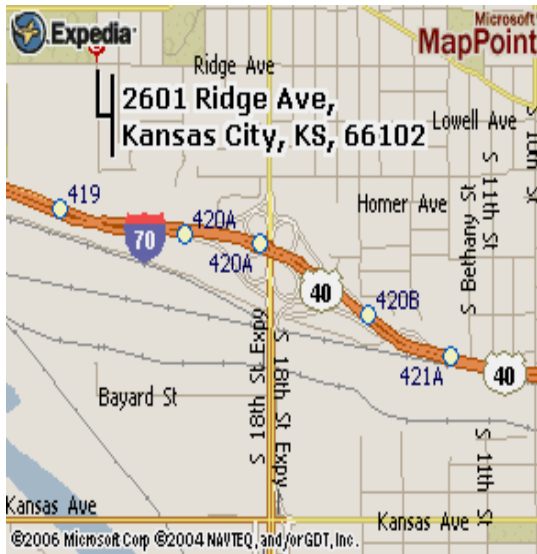 Expedia®
Microsoft®
MapPoint
Ridge Ave
2601 Ridge Ave,
Kansas City, KS, 66102
Lowell Ave
S 10th St
S 11th St
419
Homer Ave
S Bethany St
420A
70
420A
40
420B
421A
40
S 18th St Expy
S 18th St Expy
Bayard St
S 11th St
Kansas Ave
Kansas Ave
©2006 Microsoft Corp ©2004 NAVTEQ, and/or GDT, Inc.